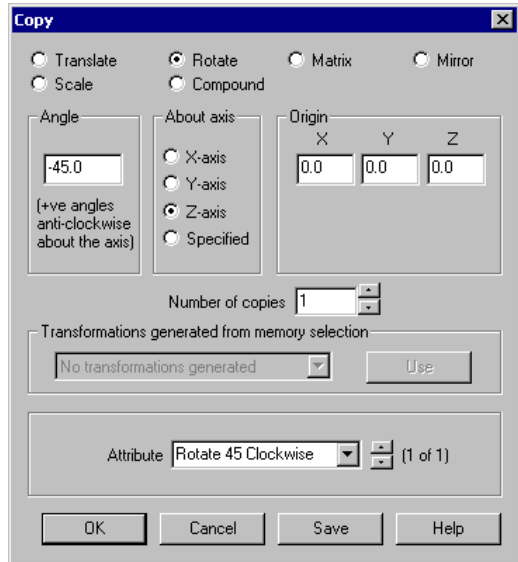 Copy
Translate Rotate Matrix Mirror
Scale Compound
Angle About axis Origin
X Y Z
-45.0 X-axis 0.0 0.0 0.0
Y-axis
(+ve angles
anti-clockwise
about the axis)
Z-axis
Specified
Number of copies 1
Transformations generated from memory selection
No transformations generated Use
Attribute Rotate 45 Clockwise (1 of 1)
OK Cancel Save Help